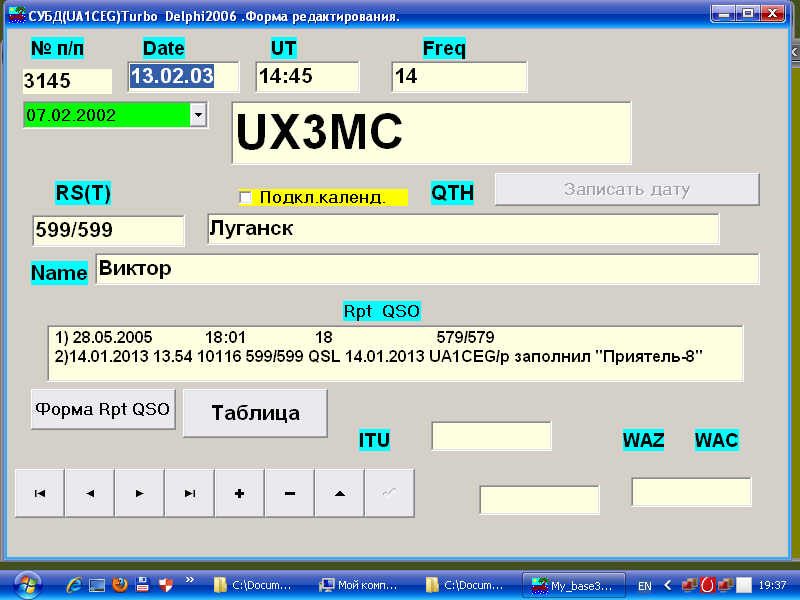 СУБД(UA1CEG)Turbo Delphi2006 .Форма редактирования.
№ п/п Date UT Freq
3145 13.02.03 14:45 14
07.02.2002
UX3MC
RS(T) Подкл.календ. QTH Записать дату
599/599 Луганск
Name Виктор
Rpt QSO
1) 28.05.2005 18:01 18 579/579
2)14.01.2013 13.54 10116 599/599 QSL 14.01.2013 UA1CEG/p заполнил "Приятель-8"
Форма Rpt QSO Таблица
ITU WAZ WAC
C:\Docum... Мой комп... C:\Docum... My_base3... EN 19:37